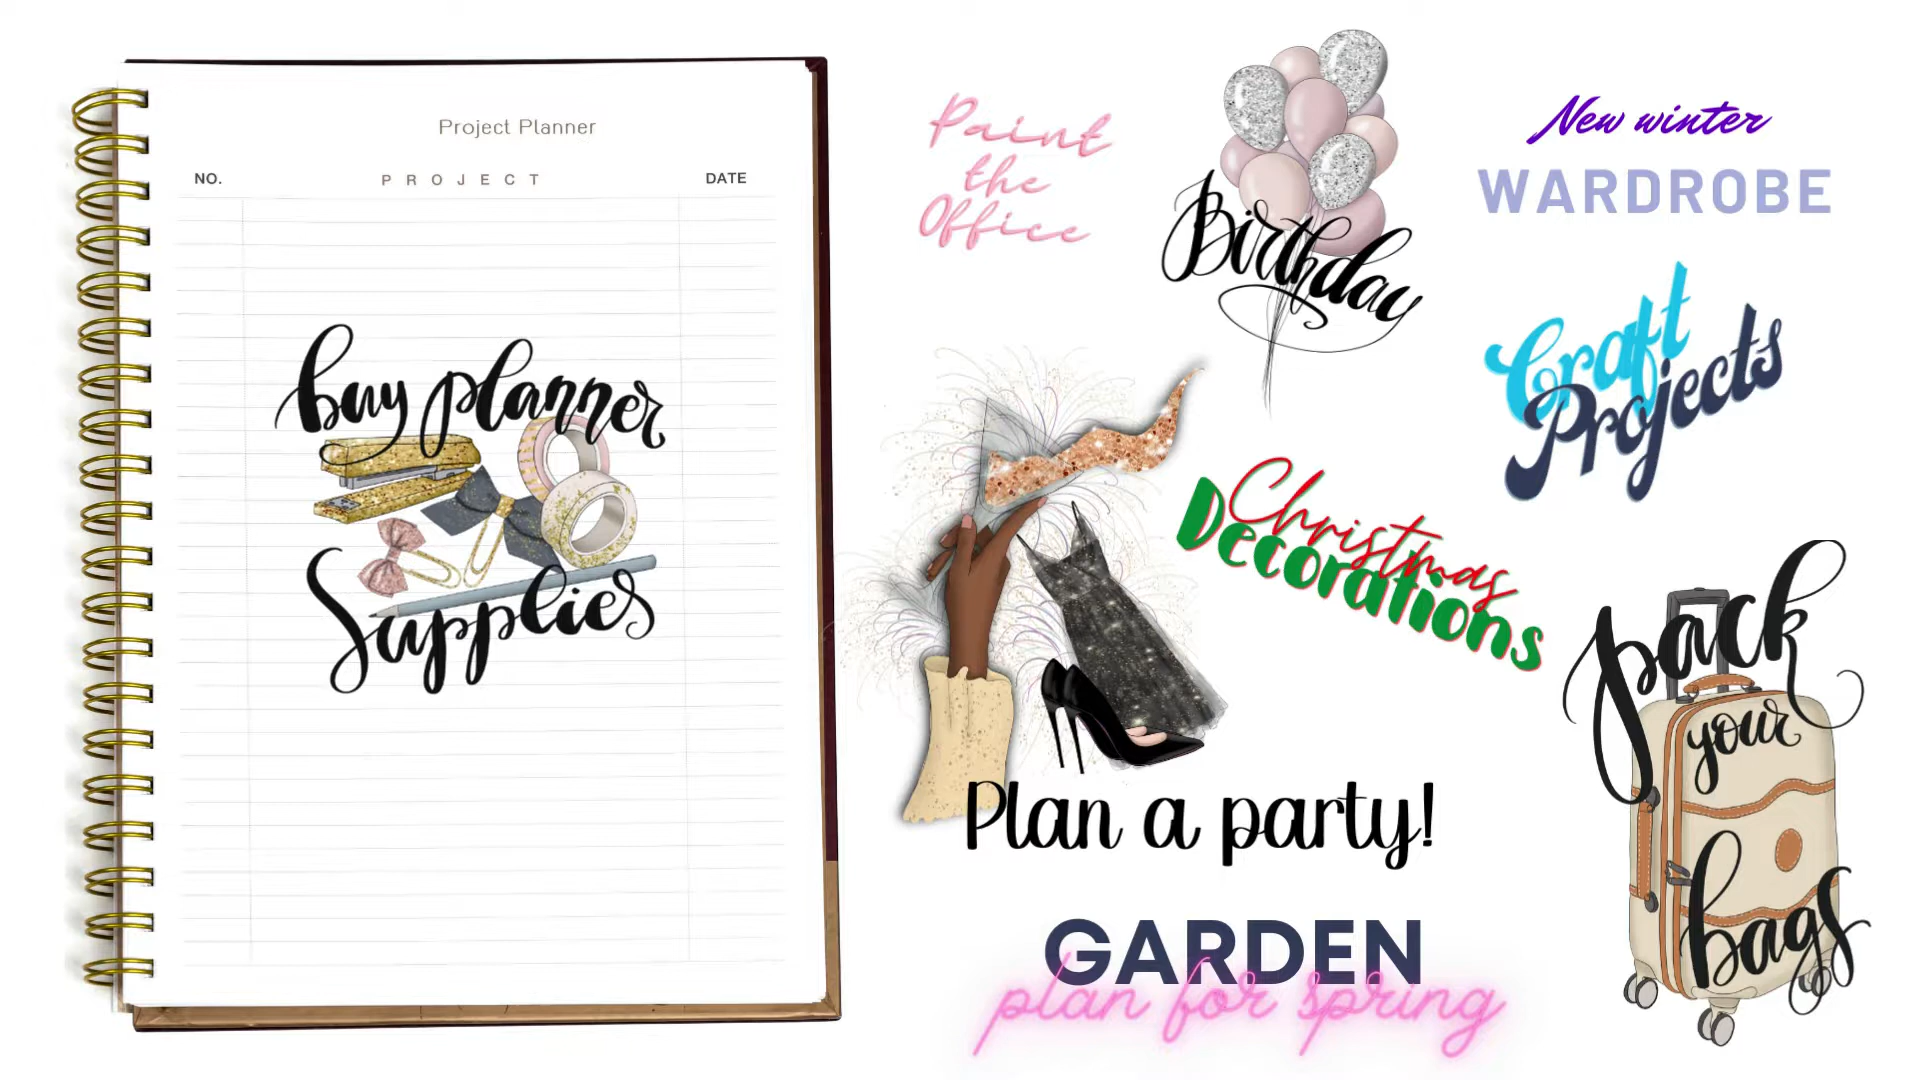 Project Planner
NO.
PROJECT
DATE
buy planner
Supplies
Paint
the
Office
Birthday
New winter
WARDROBE
Craft
Projects
Christmas
Decorations
Plan a party!
pack
your
bags
GARDEN
plan for spring